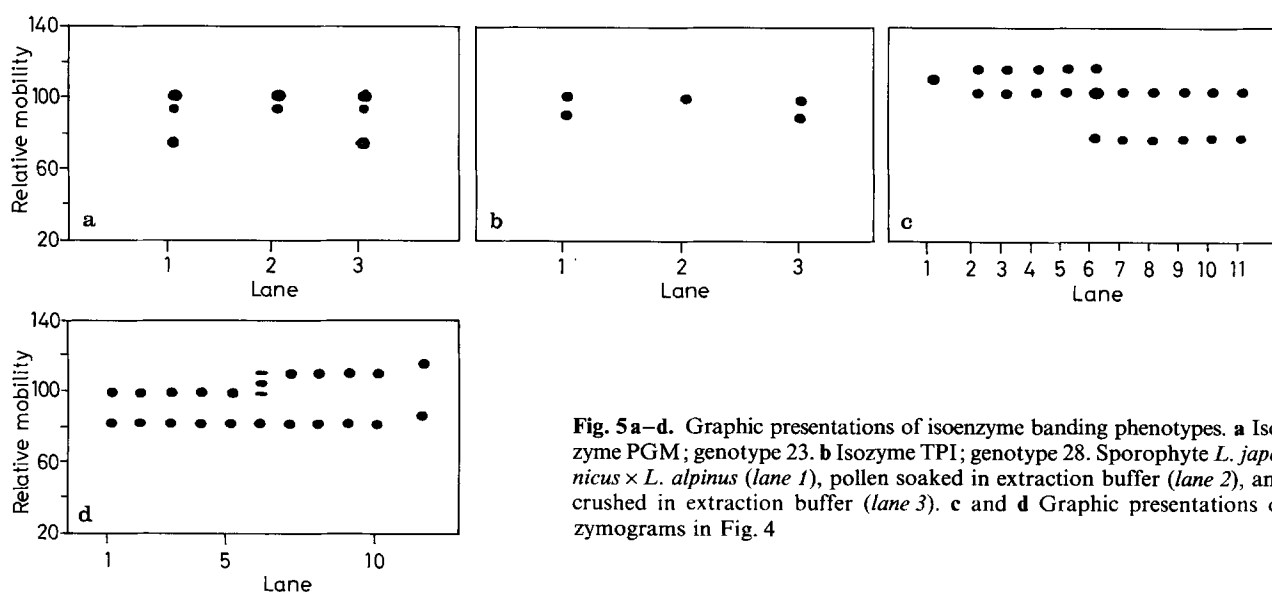 140
100
60
20
Relative mobility
a
1 2 3
Lane
b
1 2 3
Lane
c
1 2 3 4 5 6 7 8 9 10 11
Lane
140
100
60
20
Relative mobility
d
1 5 10
Lane
Fig. 5a–d. Graphic presentations of isoenzyme banding phenotypes. a Iso
zyme PGM; genotype 23. b Isozyme TPI; genotype 28. Sporophyte L. jap
nicus × L. alpinus (lane 1), pollen soaked in extraction buffer (lane 2), an
crushed in extraction buffer (lane 3). c and d Graphic presentations
zymograms in Fig. 4